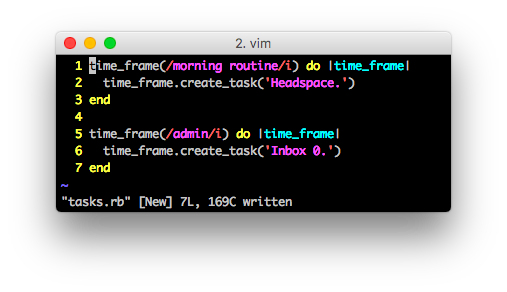 2. vim
1 time_frame(/morning routine/i) do |time_frame|
2   time_frame.create_task('Headspace.')
3 end
4
5 time_frame(/admin/i) do |time_frame|
6   time_frame.create_task('Inbox 0.')
7 end
~
"tasks.rb" [New] 7L, 169C written